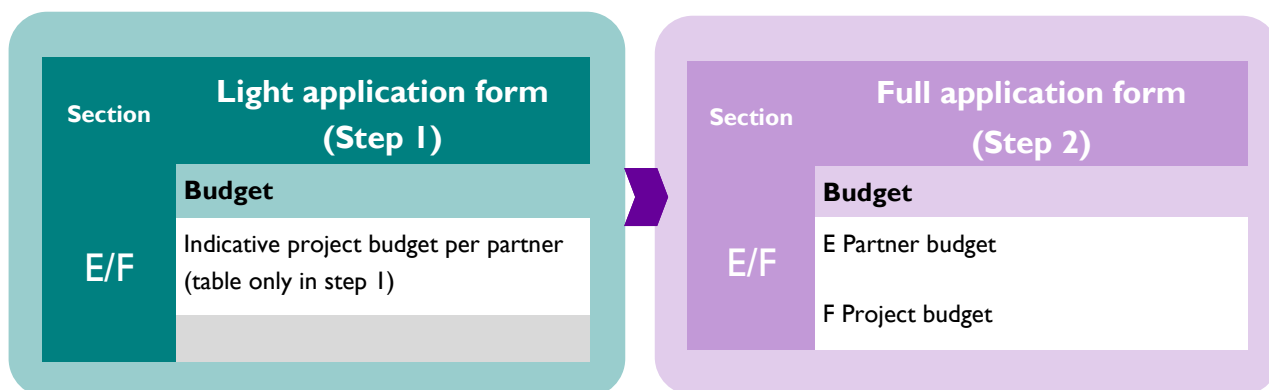 Section
Light application form
(Step 1)
Budget
E/F
Indicative project budget per partner
(table only in step 1)
Section
Full application form
(Step 2)
Budget
E/F
E Partner budget
F Project budget